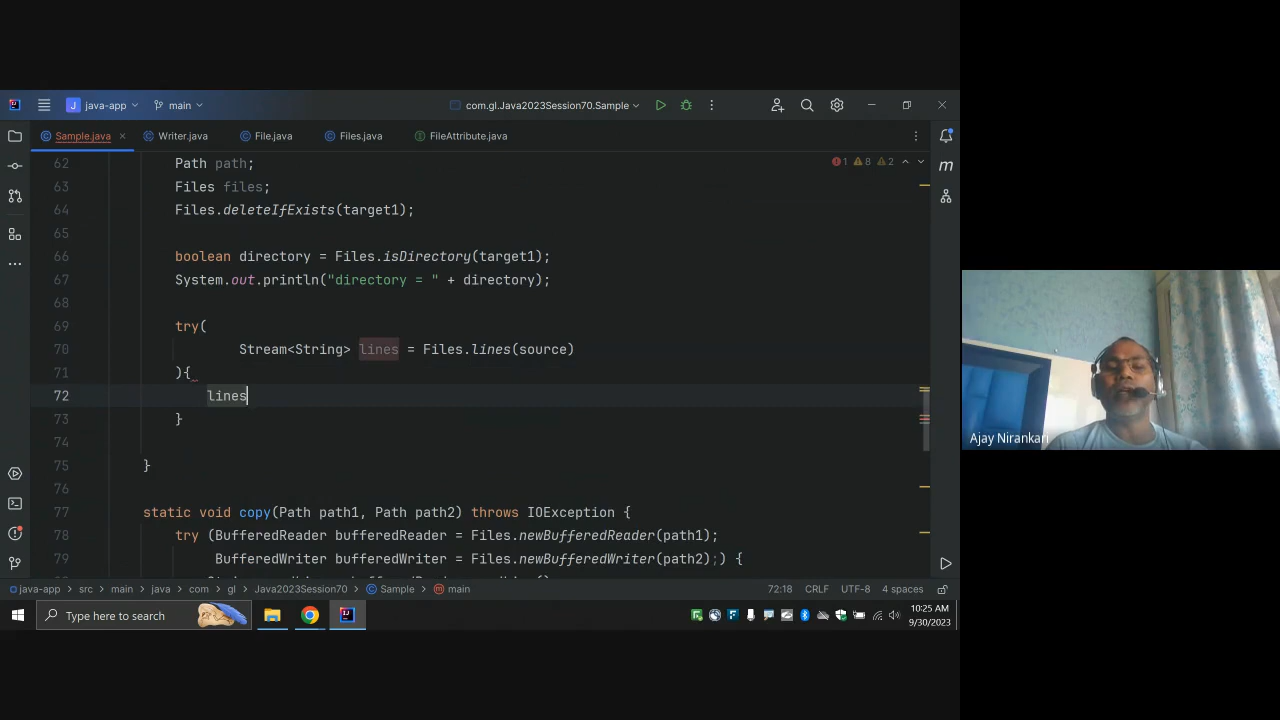 J java-app main com.gl.Java2023Session70.Sample
Sample.java Writer.java File.java Files.java FileAttribute.java
62 Path path; 1 8 2
63 Files files;
64 Files.deleteIfExists(target1);
65
66 boolean directory = Files.isDirectory(target1);
67 System.out.println("directory = " + directory);
68
69 try(
70 Stream<String> lines = Files.lines(source)
71 ){
72 lines
73 }
74
75 }
76
77 static void copy(Path path1, Path path2) throws IOException {
78 try (BufferedReader bufferedReader = Files.newBufferedReader(path1);
79 BufferedWriter bufferedWriter = Files.newBufferedWriter(path2);) {
java-app > src > main > java > com > gl > Java2023Session70 > Sample > main 72:18 CRLF UTF-8 4 spaces
Type here to search
10:25 AM
9/30/2023
Ajay Nirankari